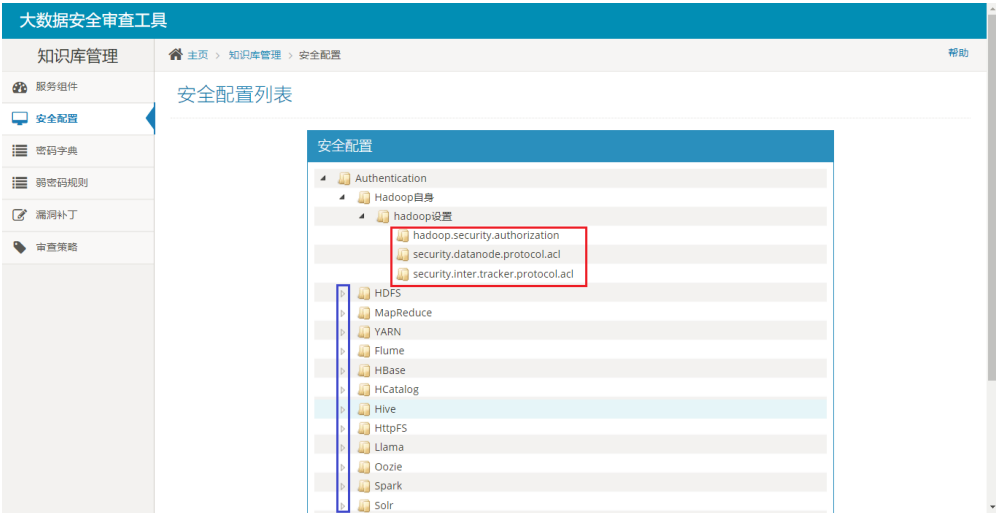 大数据安全审查工具
知识库管理
主页 > 知识库管理 > 安全配置
帮助
服务组件
安全配置
密码字典
弱密码规则
漏洞补丁
审查策略
安全配置列表
安全配置
Authentication
Hadoop自身
hadoop设置
hadoop.security.authorization
security.datanode.protocol.acl
security.inter.tracker.protocol.acl
HDFS
MapReduce
YARN
Flume
HBase
HCatalog
Hive
HttpFS
Llama
Oozie
Spark
Solr